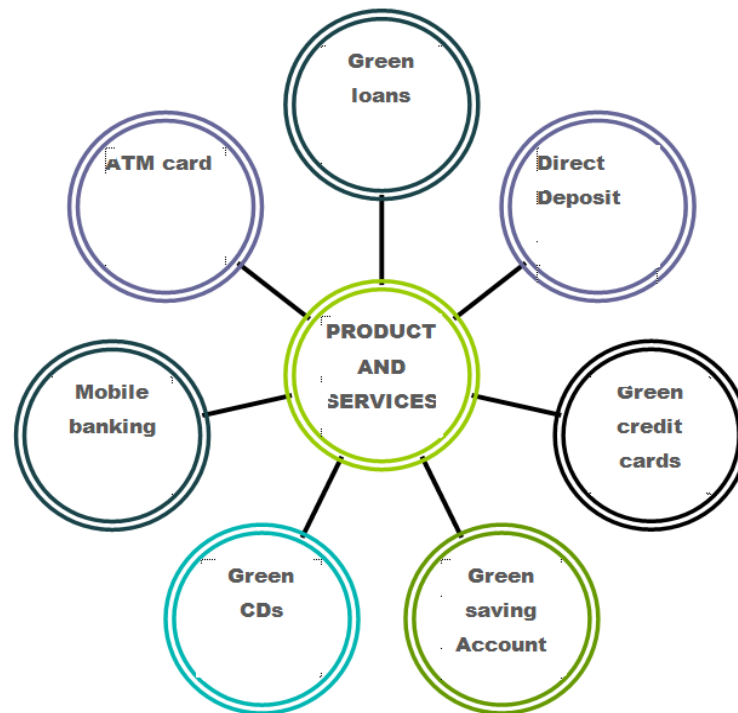 Green
loans
ATM card
Direct
Deposit
PRODUCT
AND
SERVICES
Mobile
banking
Green
credit
cards
Green
CDs
Green
saving
Account